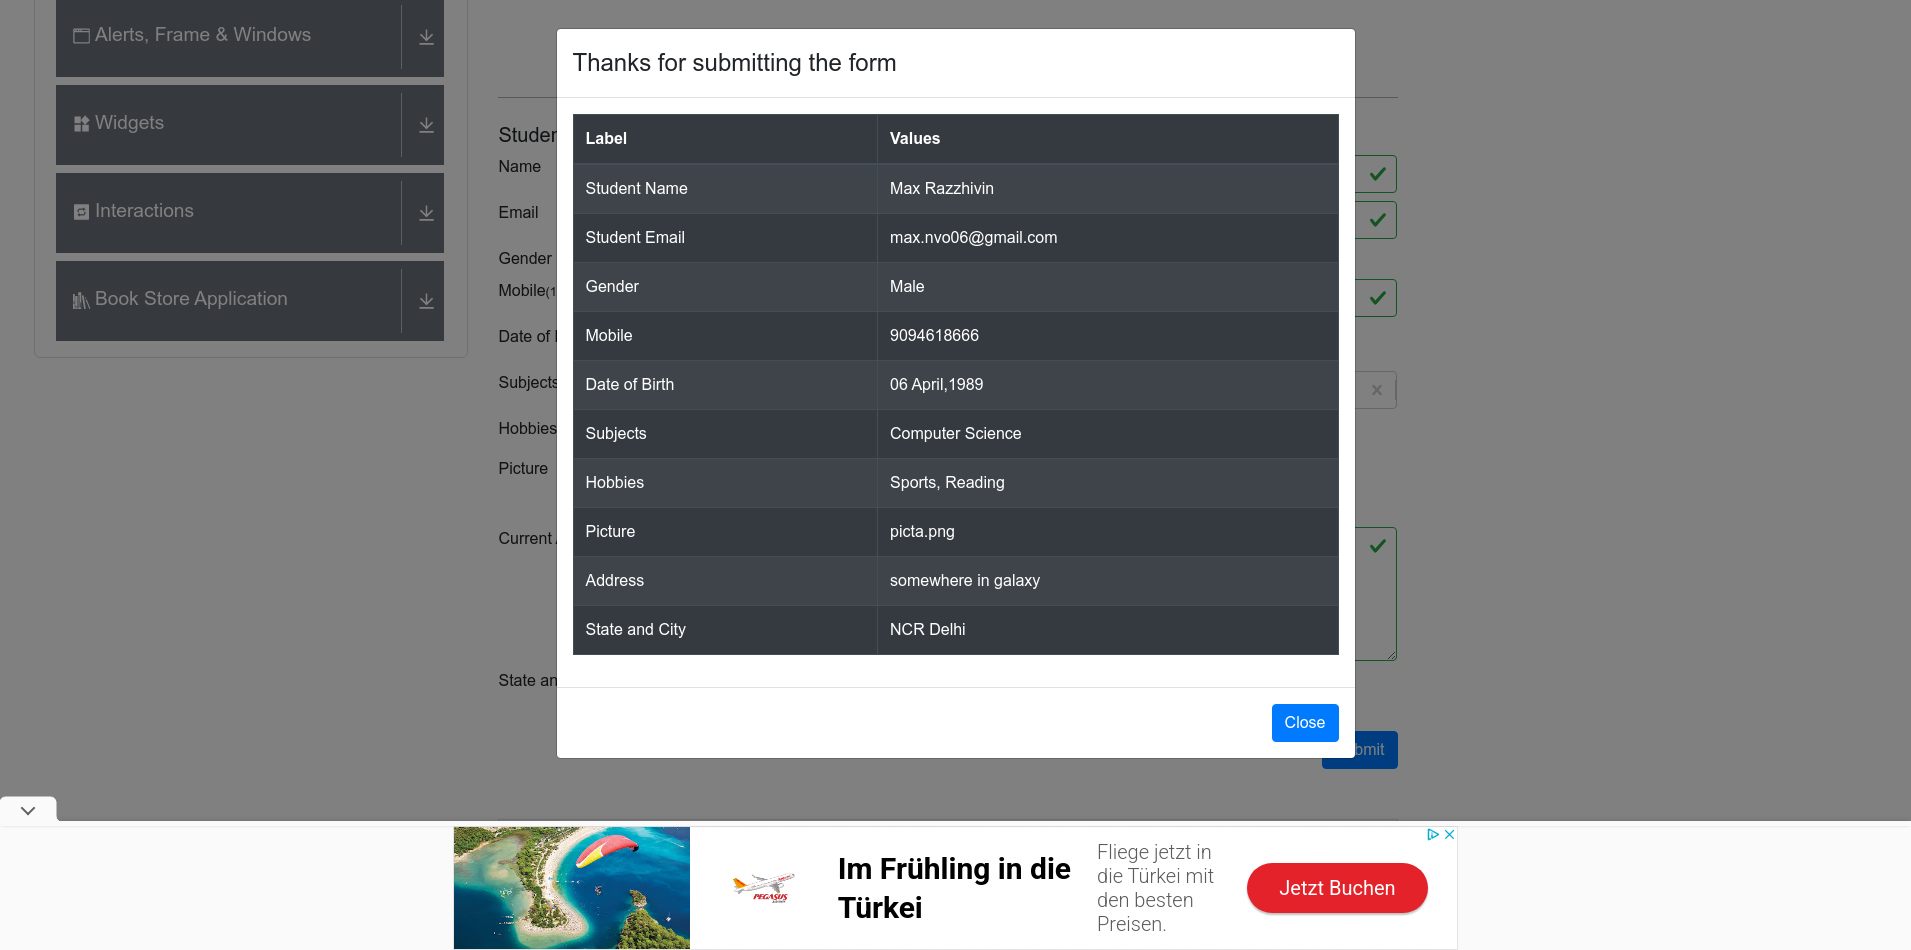 Alerts, Frame & Windows
Widgets
Interactions
Book Store Application
Thanks for submitting the form
Label Values
Student Name Max Razzhivin
Student Email max.nvo06@gmail.com
Gender Male
Mobile 9094618666
Date of Birth 06 April,1989
Subjects Computer Science
Hobbies Sports, Reading
Picture picta.png
Address somewhere in galaxy
State and City NCR Delhi
Close
Name
Email
Gender
Mobile(1
Date of
Subjects
Hobbies
Picture
Current
State an
bmit
PEGASUS
Im Frühling in die
Türkei
Fliege jetzt in
die Türkei mit
den besten
Preisen.
Jetzt Buchen